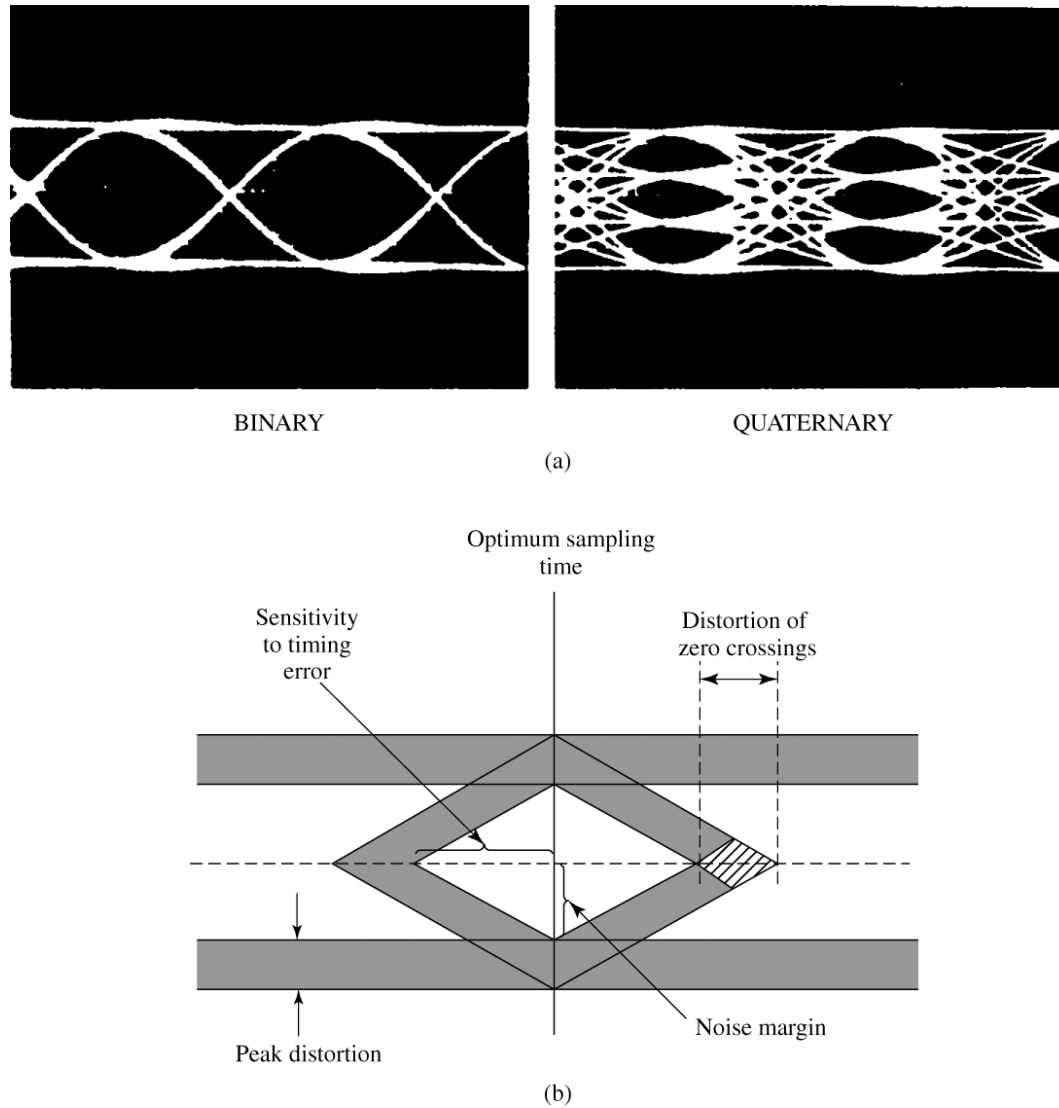 BINARY
QUATERNARY
(a)
Optimum sampling
time
Sensitivity
to timing
error
Distortion of
zero crossings
Noise margin
Peak distortion
(b)